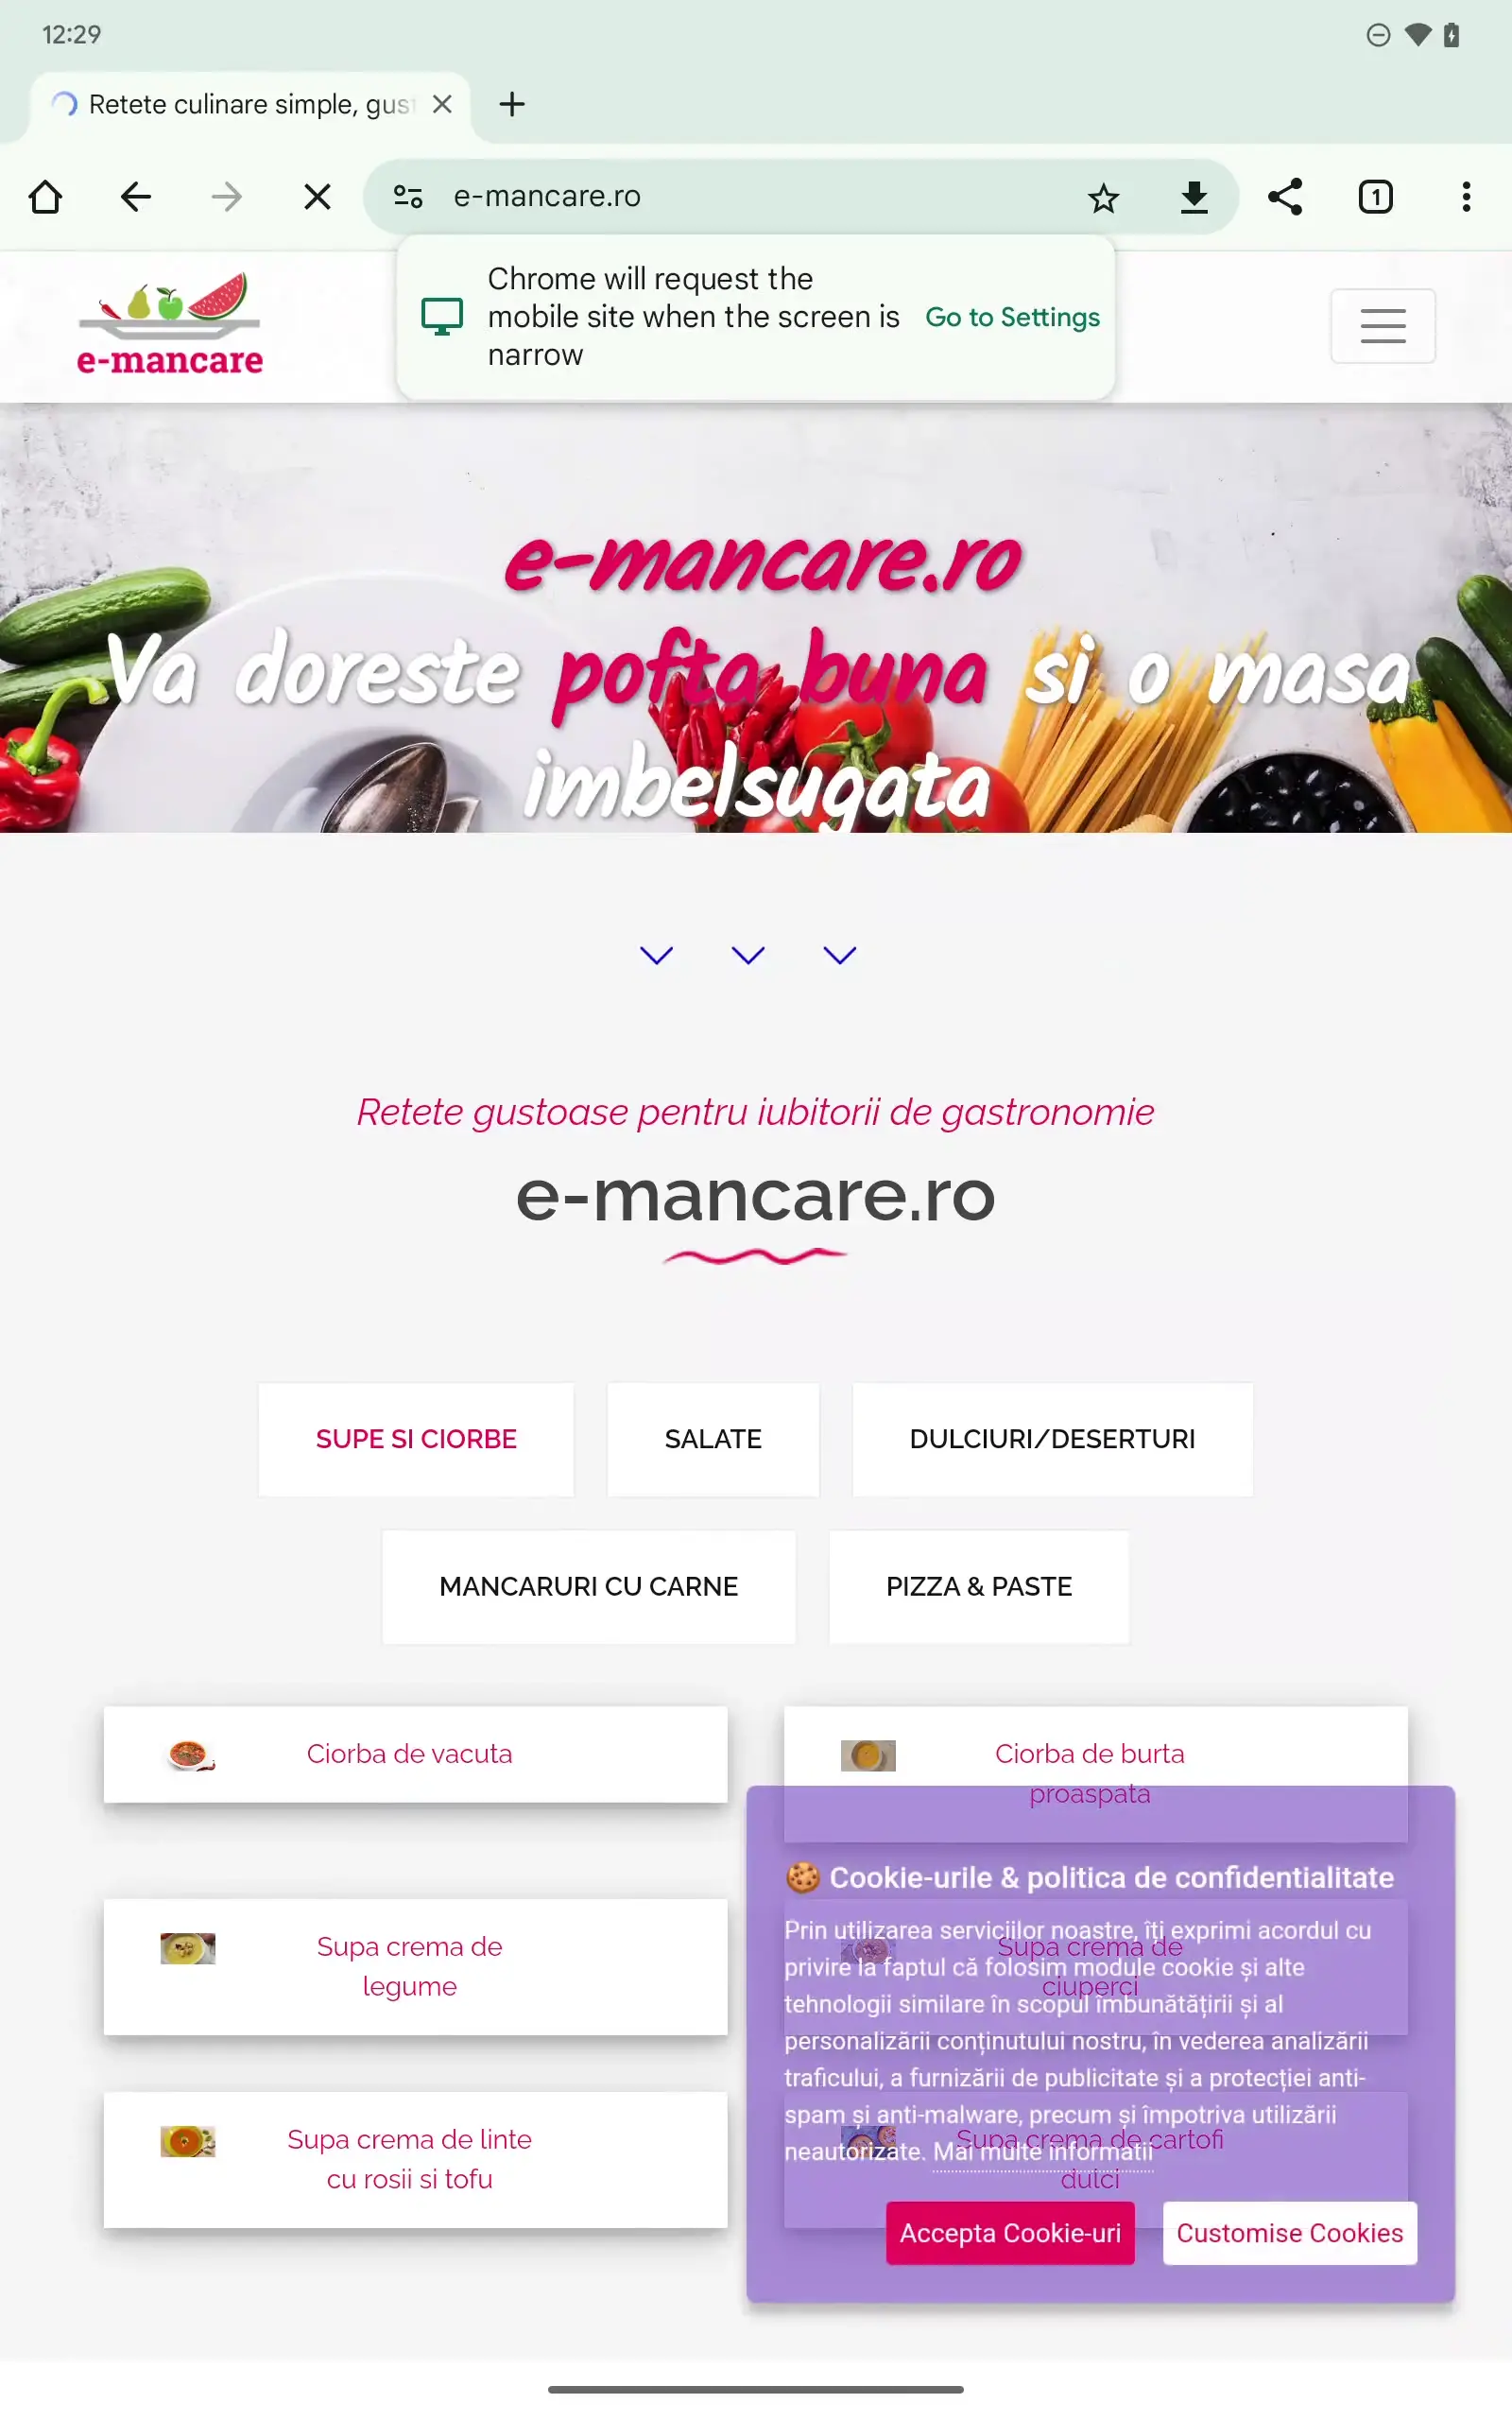 12:29
Retete culinare simple, gust
e-mancare.ro
1
Chrome will request the
mobile site when the screen is
narrow
Go to Settings
e-mancare
e-mancare.ro
Va doreste pofta buna si o masa
imbelsugata
Retete gustoase pentru iubitorii de gastronomie
e-mancare.ro
SUPE SI CIORBE
SALATE
DULCIURI/DESERTURI
MANCARURI CU CARNE
PIZZA & PASTE
Ciorba de vacuta
Ciorba de burta
proaspata
Supa crema de
legume
Supa crema de
ciuperci
Supa crema de linte
cu rosii si tofu
Supa crema de cartofi
dulci
Cookie-urile & politica de confidentialitate
Prin utilizarea serviciilor noastre, îți exprimi acordul cu
privire la faptul că folosim module cookie și alte
tehnologii similare în scopul îmbunătățirii și al
personalizării conținutului nostru, în vederea analizării
traficului, a furnizării de publicitate și a protecției anti-
spam și anti-malware, precum și împotriva utilizării
neautorizate. Mai multe informatii
Accepta Cookie-uri
Customise Cookies